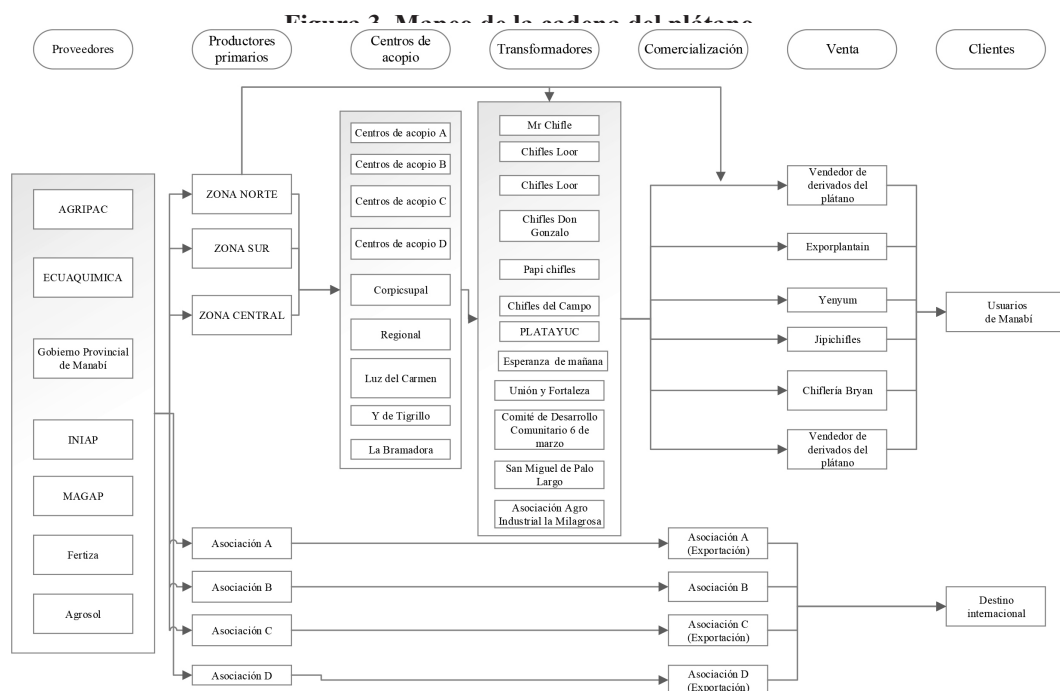 Figura 3. Mapeo de la cadena del plátano
Proveedores
Productores
primarios
Centros de
acopio
Transformadores
Comercialización
Venta
Clientes
AGRIPAC
ECUAQUIMICA
Gobierno Provincial
de Manabí
INIAP
MAGAP
Fertiza
Agrosol
ZONA NORTE
ZONA SUR
ZONA CENTRAL
Asociación A
Asociación B
Asociación C
Asociación D
Centros de acopio A
Centros de acopio B
Centros de acopio C
Centros de acopio D
Corpicsupal
Regional
Luz del Carmen
Y de Tigrillo
La Bramadora
Mr Chifle
Chifles Loor
Chifles Loor
Chifles Don
Gonzalo
Papi chifles
Chifles del Campo
PLATAYUC
Esperanza de mañana
Unión y Fortaleza
Comité de Desarrollo
Comunitario 6 de
marzo
San Miguel de Palo
Largo
Asociación Agro
Industrial la Milagrosa
Asociación A
(Exportación)
Asociación B
Asociación C
(Exportación)
Asociación D
(Exportación)
Vendedor de
derivados del
plátano
Exporplantain
Yenyum
Jipichifles
Chiflería Bryan
Vendedor de
derivados del
plátano
Usuarios
de Manabí
Destino
internacional